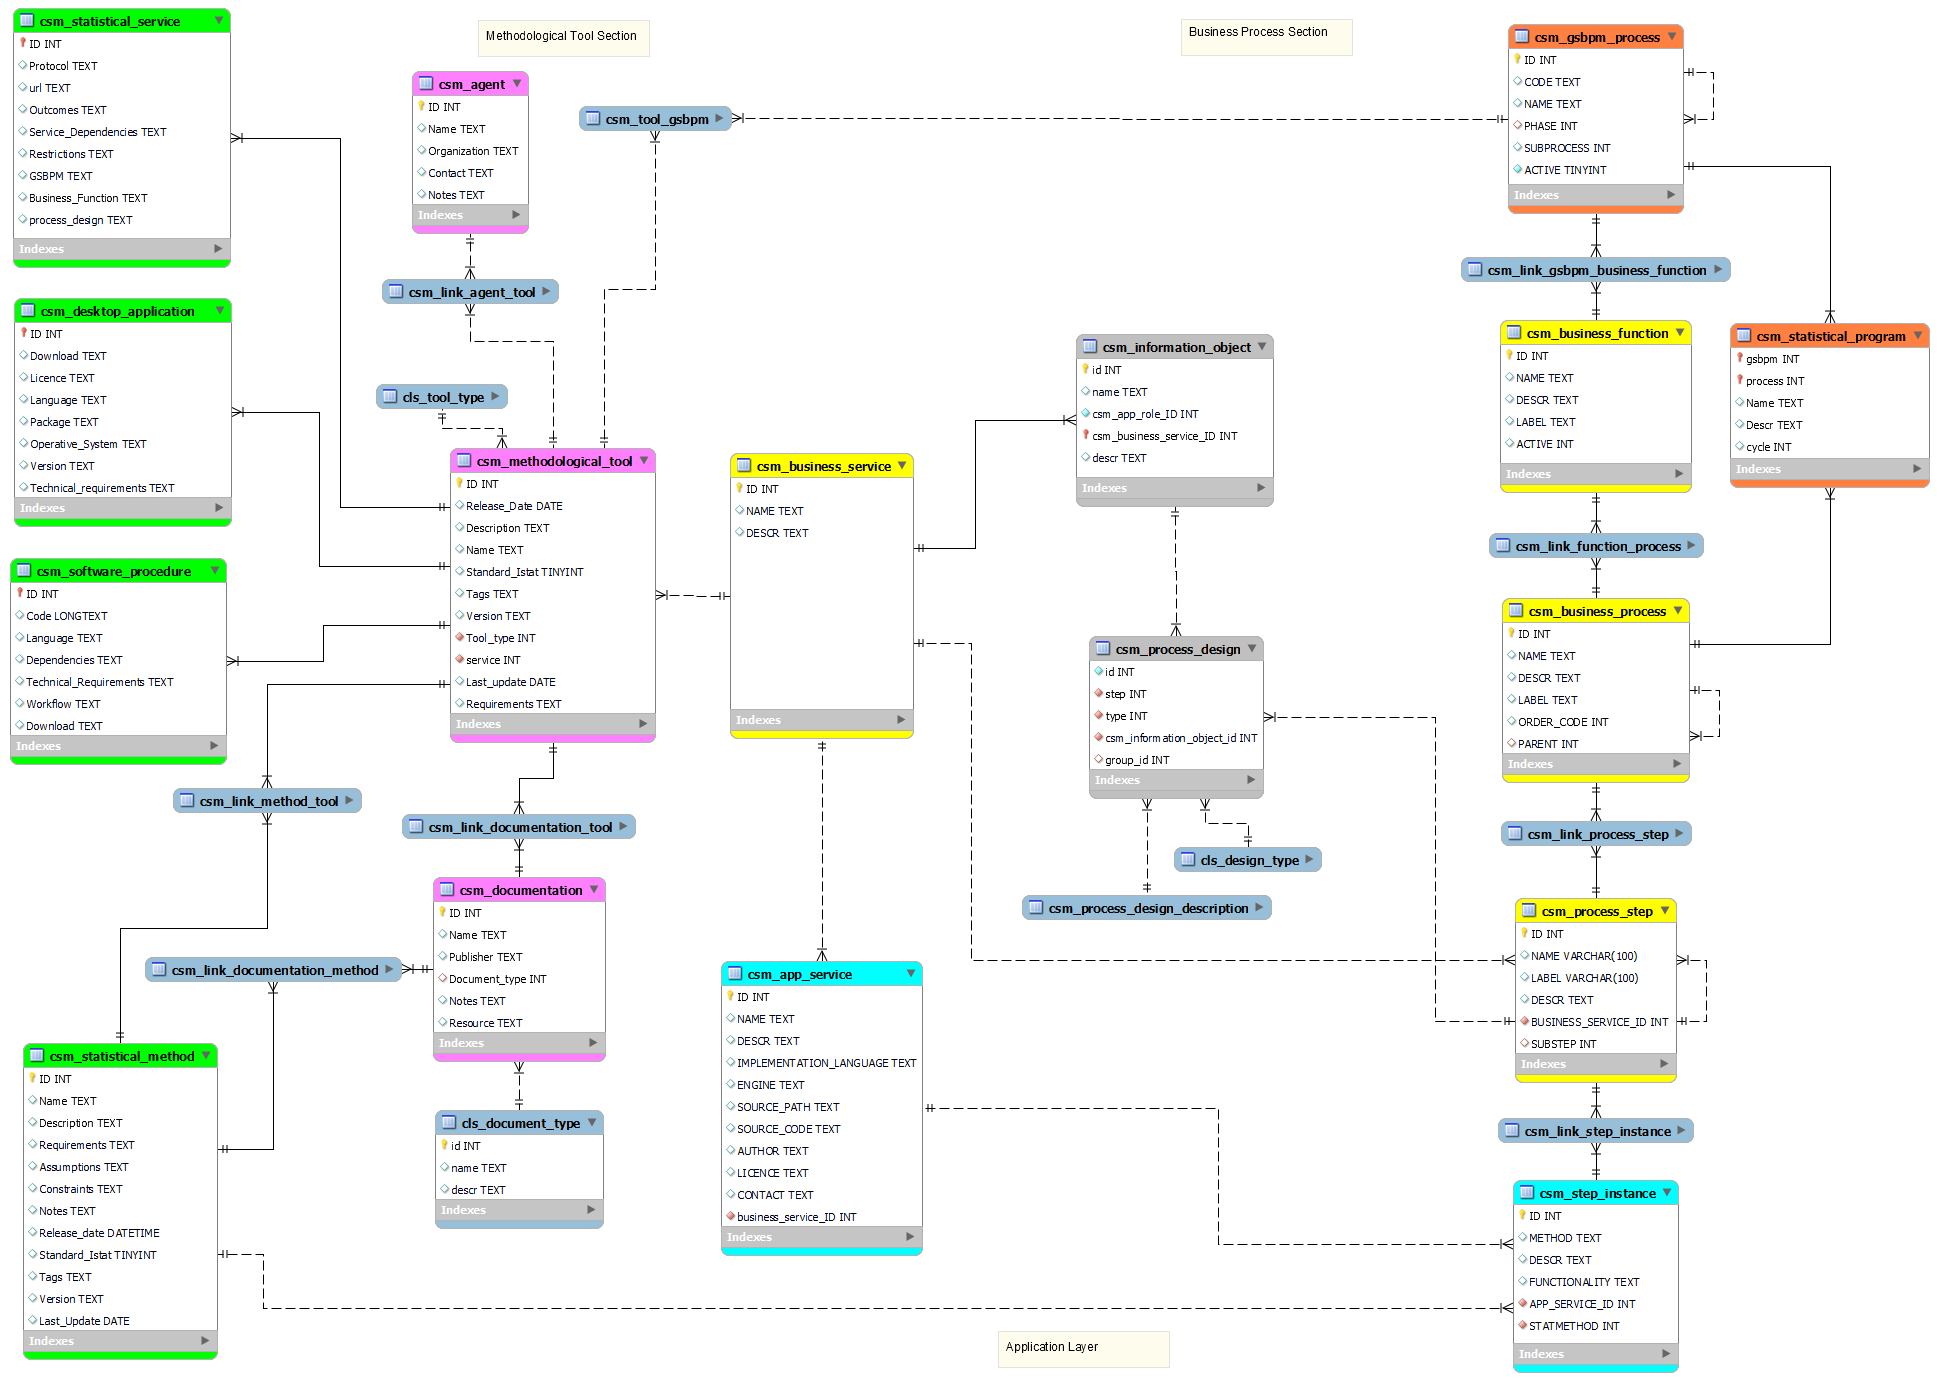 csm_statistical_service
ID INT
Protocol TEXT
url TEXT
Outcomes TEXT
Service_Dependencies TEXT
Restrictions TEXT
GSBPM TEXT
Business_Function TEXT
process_design TEXT
Indexes
csm_desktop_application
ID INT
Download TEXT
Licence TEXT
Language TEXT
Package TEXT
Operative_System TEXT
Version TEXT
Technical_requirements TEXT
Indexes
csm_software_procedure
ID INT
Code LONGTEXT
Language TEXT
Dependencies TEXT
Technical_Requirements TEXT
Workflow TEXT
Download TEXT
Indexes
csm_link_method_tool
csm_link_documentation_method
csm_statistical_method
ID INT
Name TEXT
Description TEXT
Requirements TEXT
Assumptions TEXT
Constraints TEXT
Notes TEXT
Release_date DATETIME
Standard_Istat TINYINT
Tags TEXT
Version TEXT
Last_Update DATE
Indexes
Methodological Tool Section
csm_agent
ID INT
Name TEXT
Organization TEXT
Contact TEXT
Notes TEXT
Indexes
csm_tool_gsbpm
csm_link_agent_tool
cls_tool_type
csm_methodological_tool
ID INT
Release_Date DATE
Description TEXT
Name TEXT
Standard_Istat TINYINT
Tags TEXT
Version TEXT
Tool_type INT
service INT
Last_update DATE
Requirements TEXT
Indexes
csm_link_documentation_tool
csm_documentation
ID INT
Name TEXT
Publisher TEXT
Document_type INT
Notes TEXT
Resource TEXT
Indexes
cls_document_type
id INT
name TEXT
descr TEXT
Indexes
csm_business_service
ID INT
NAME TEXT
DESCR TEXT
Indexes
csm_app_service
ID INT
NAME TEXT
DESCR TEXT
IMPLEMENTATION_LANGUAGE TEXT
ENGINE TEXT
SOURCE_PATH TEXT
SOURCE_CODE TEXT
AUTHOR TEXT
LICENCE TEXT
CONTACT TEXT
business_service_ID INT
Indexes
csm_information_object
id INT
name TEXT
csm_app_role_ID INT
csm_business_service_ID INT
descr TEXT
Indexes
csm_process_design
id INT
step INT
type INT
csm_information_object_id INT
group_id INT
Indexes
cls_design_type
csm_process_design_description
Application Layer
Business Process Section
csm_gsbpm_process
ID INT
CODE TEXT
NAME TEXT
PHASE INT
SUBPROCESS INT
ACTIVE TINYINT
Indexes
csm_link_gsbpm_business_function
csm_business_function
ID INT
NAME TEXT
DESCR TEXT
LABEL TEXT
ACTIVE INT
Indexes
csm_statistical_program
gsbpm INT
process INT
Name TEXT
Descr TEXT
cycle INT
Indexes
csm_link_function_process
csm_business_process
ID INT
NAME TEXT
DESCR TEXT
LABEL TEXT
ORDER_CODE INT
PARENT INT
Indexes
csm_link_process_step
csm_process_step
ID INT
NAME VARCHAR(100)
LABEL VARCHAR(100)
DESCR TEXT
BUSINESS_SERVICE_ID INT
SUBSTEP INT
Indexes
csm_link_step_instance
csm_step_instance
ID INT
METHOD TEXT
DESCR TEXT
FUNCTIONALITY TEXT
APP_SERVICE_ID INT
STATMETHOD INT
Indexes